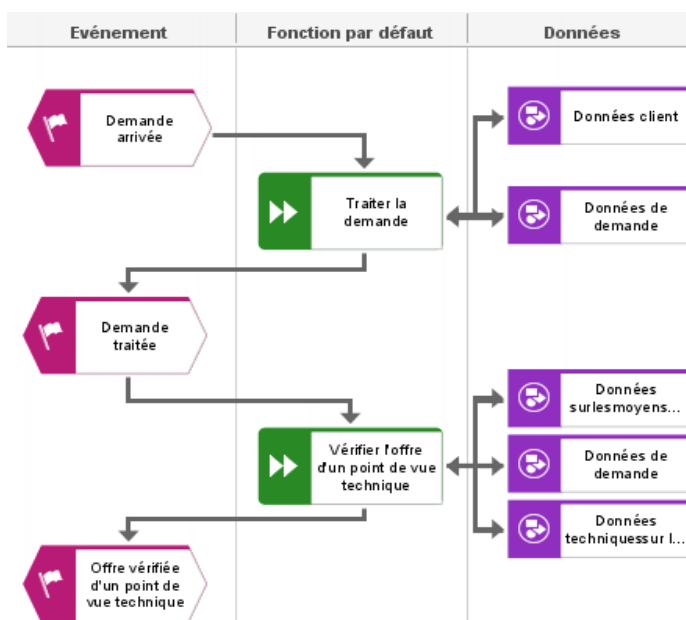 Evénement
Fonction par défaut
Données
Demande
arrivée
Données client
Traiter la
demande
Données de
demande
Demande
traitée
Données
surlesmoyens...
Vérifier l'offre
d'un point de vue
technique
Données de
demande
Données
techniquessur l...
Offre vérifiée
d'un point de
vue technique